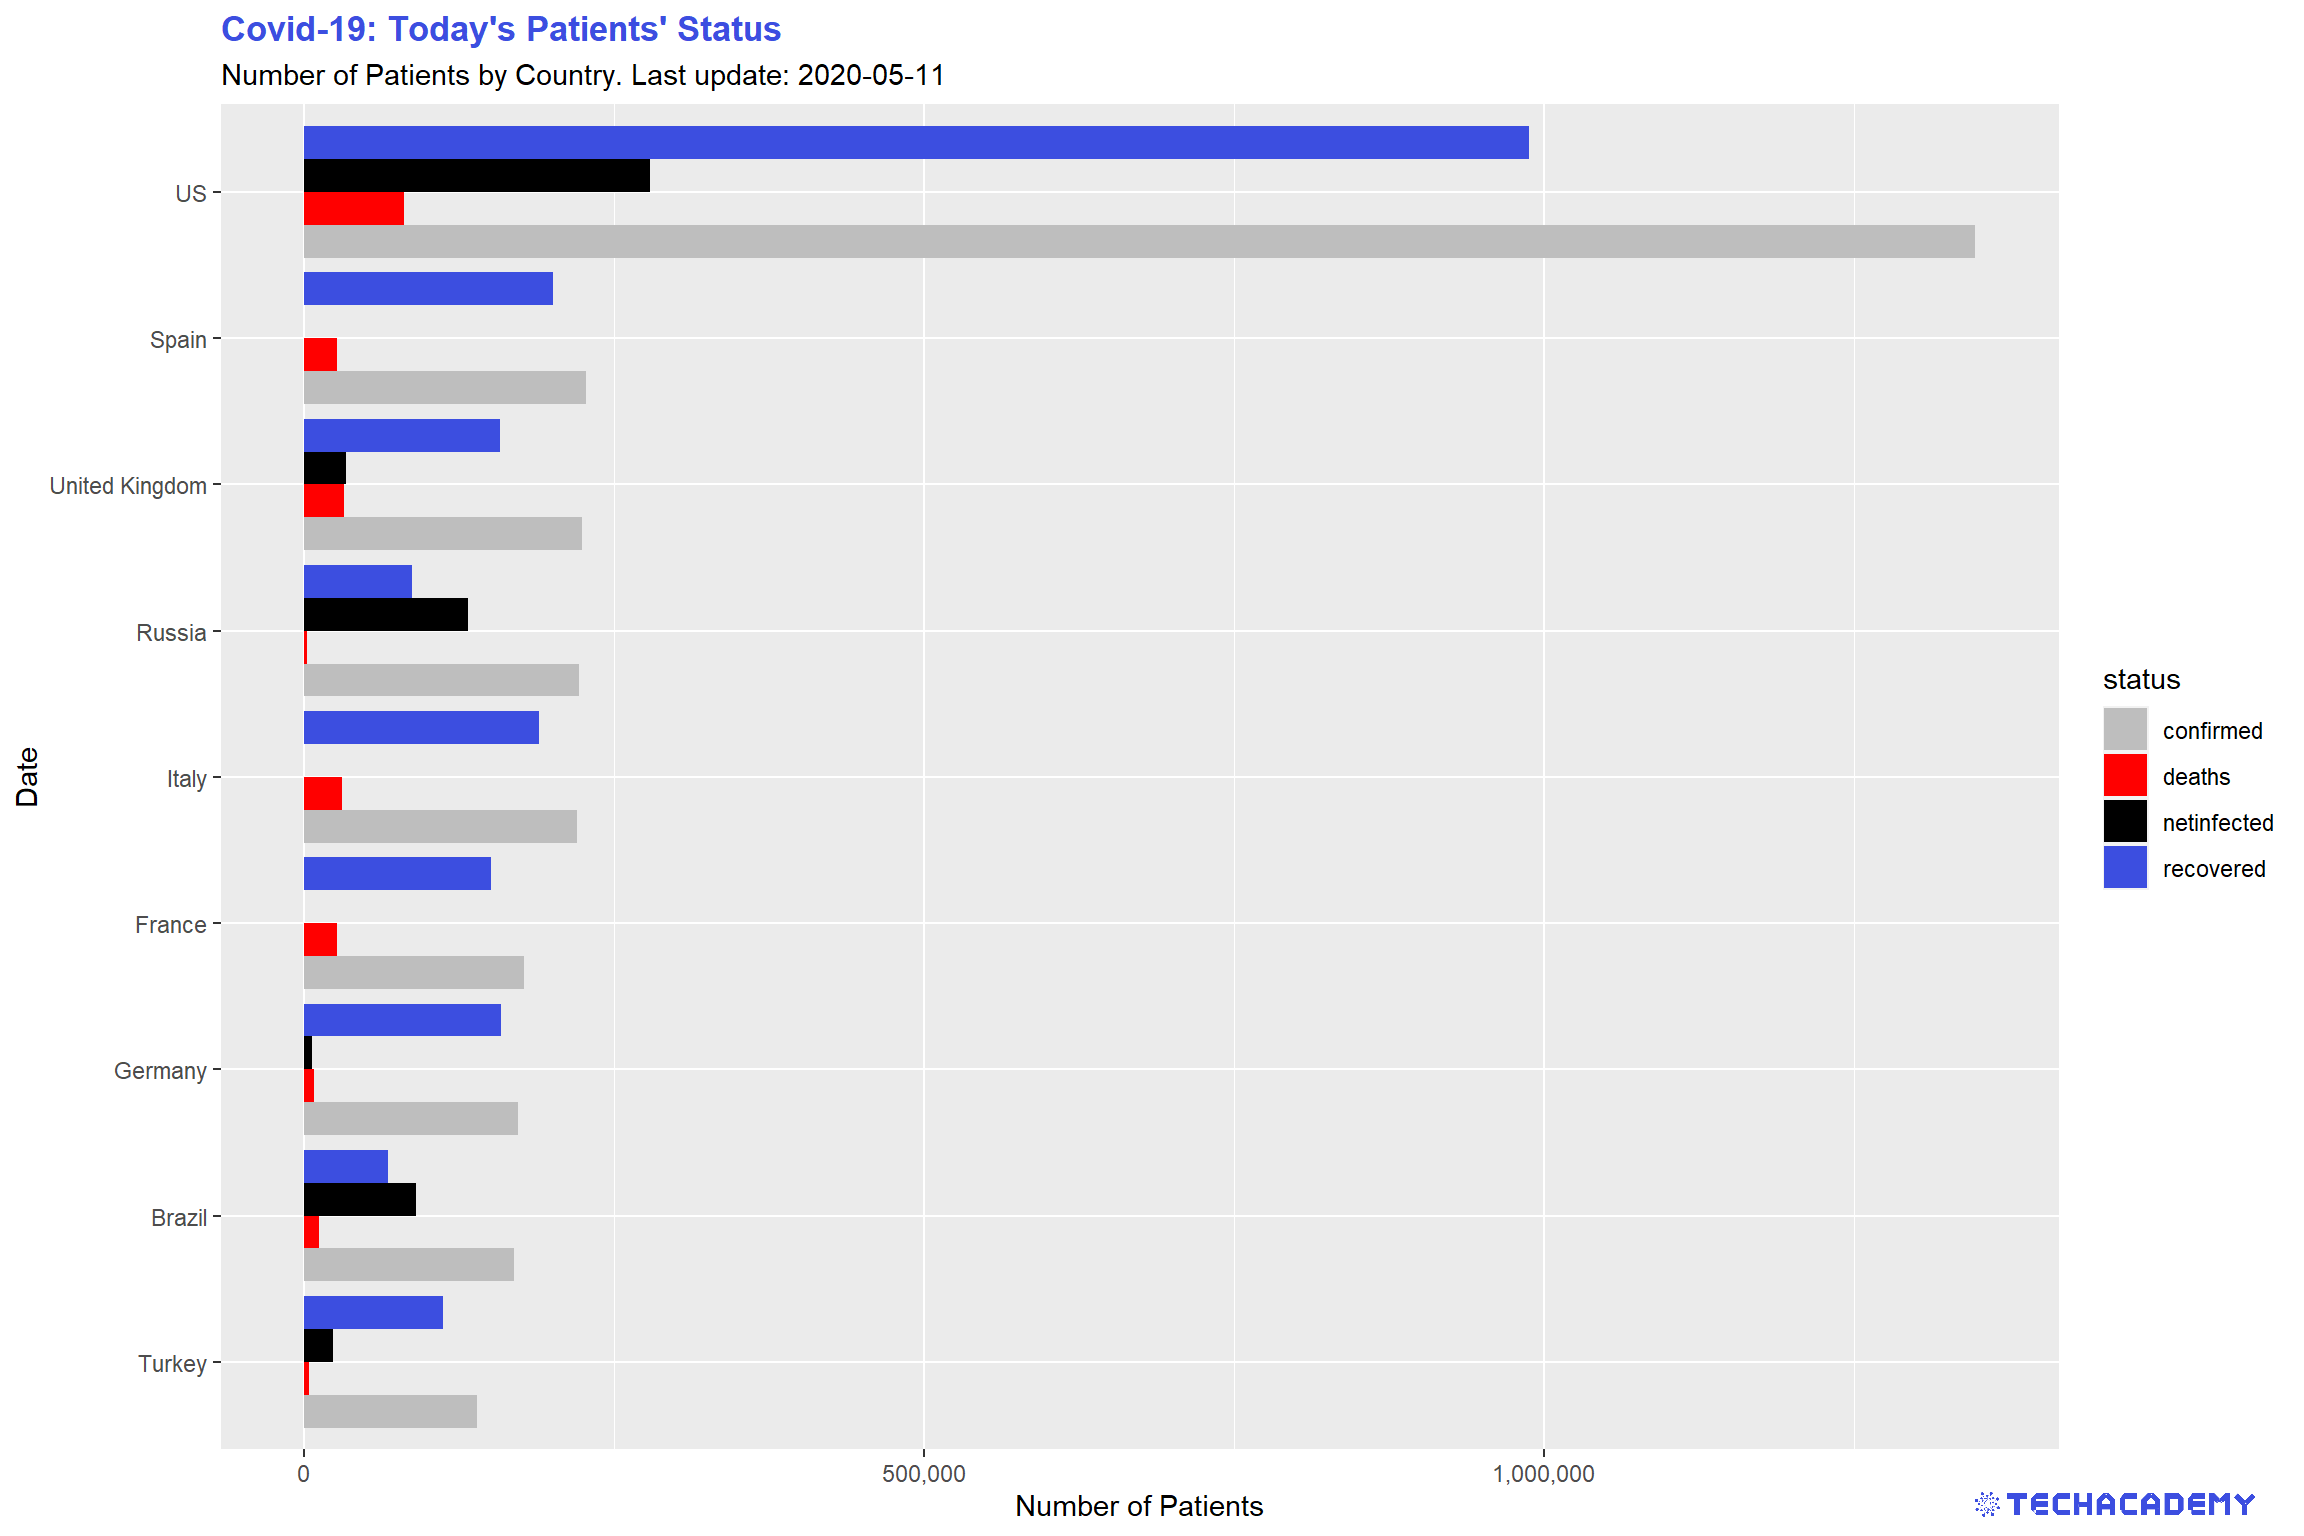 Covid-19: Today's Patients' Status
Number of Patients by Country. Last update: 2020-05-11
Date
US
Spain
United Kingdom
Russia
Italy
France
Germany
Brazil
Turkey
0 500,000 1,000,000
Number of Patients
status
confirmed
deaths
netinfected
recovered
TECHACADEMY